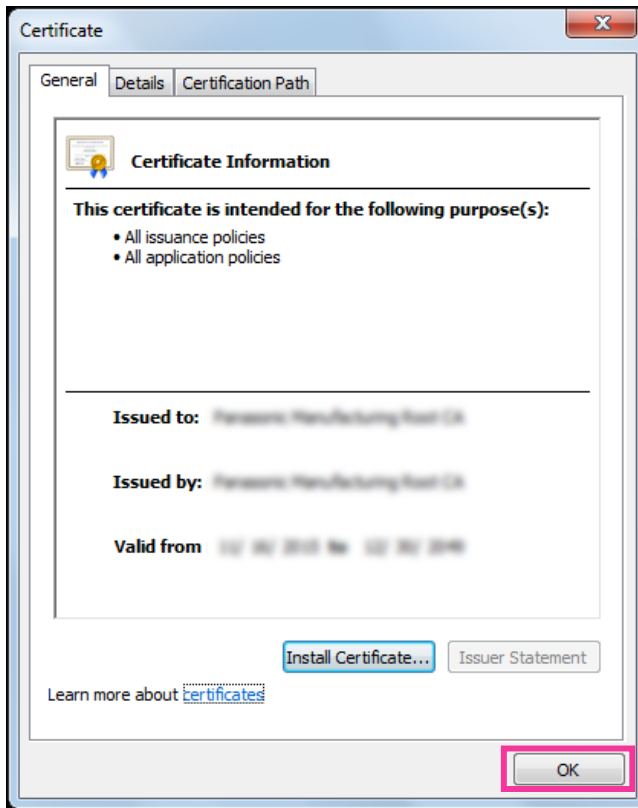 Certificate
General Details Certification Path
Certificate Information
This certificate is intended for the following purpose(s):
• All issuance policies
• All application policies
Issued to:
Issued by:
Valid from
Install Certificate... Issuer Statement
Learn more about certificates
OK